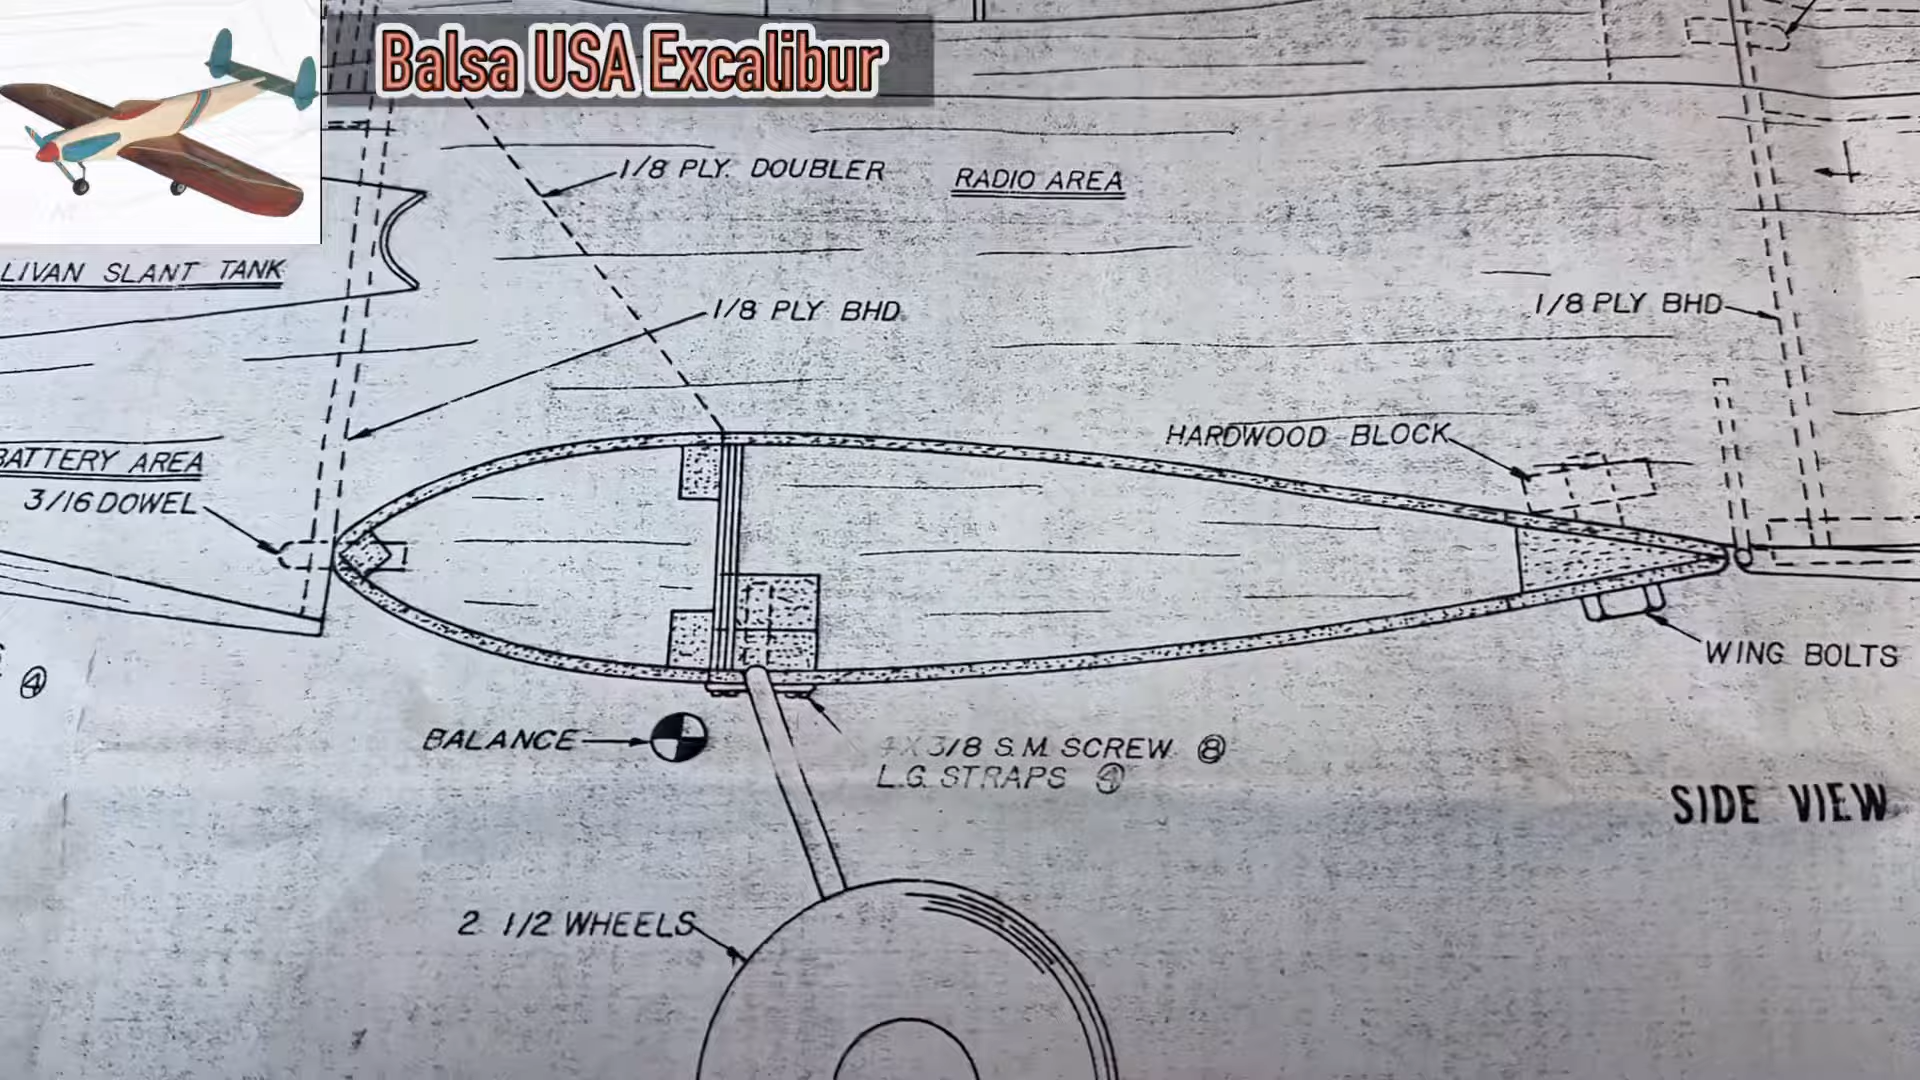 Balsa USA Excalibur
1/8 PLY. DOUBLER
RADIO AREA
LIVAN SLANT TANK
1/8 PLY BHD.
1/8 PLY BHD
HARDWOOD BLOCK
BATTERY AREA
3/16 DOWEL
WING BOLTS
4
BALANCE
4 X 3/8 S.M. SCREW 8
L.G. STRAPS 4
SIDE VIEW
2 1/2 WHEELS